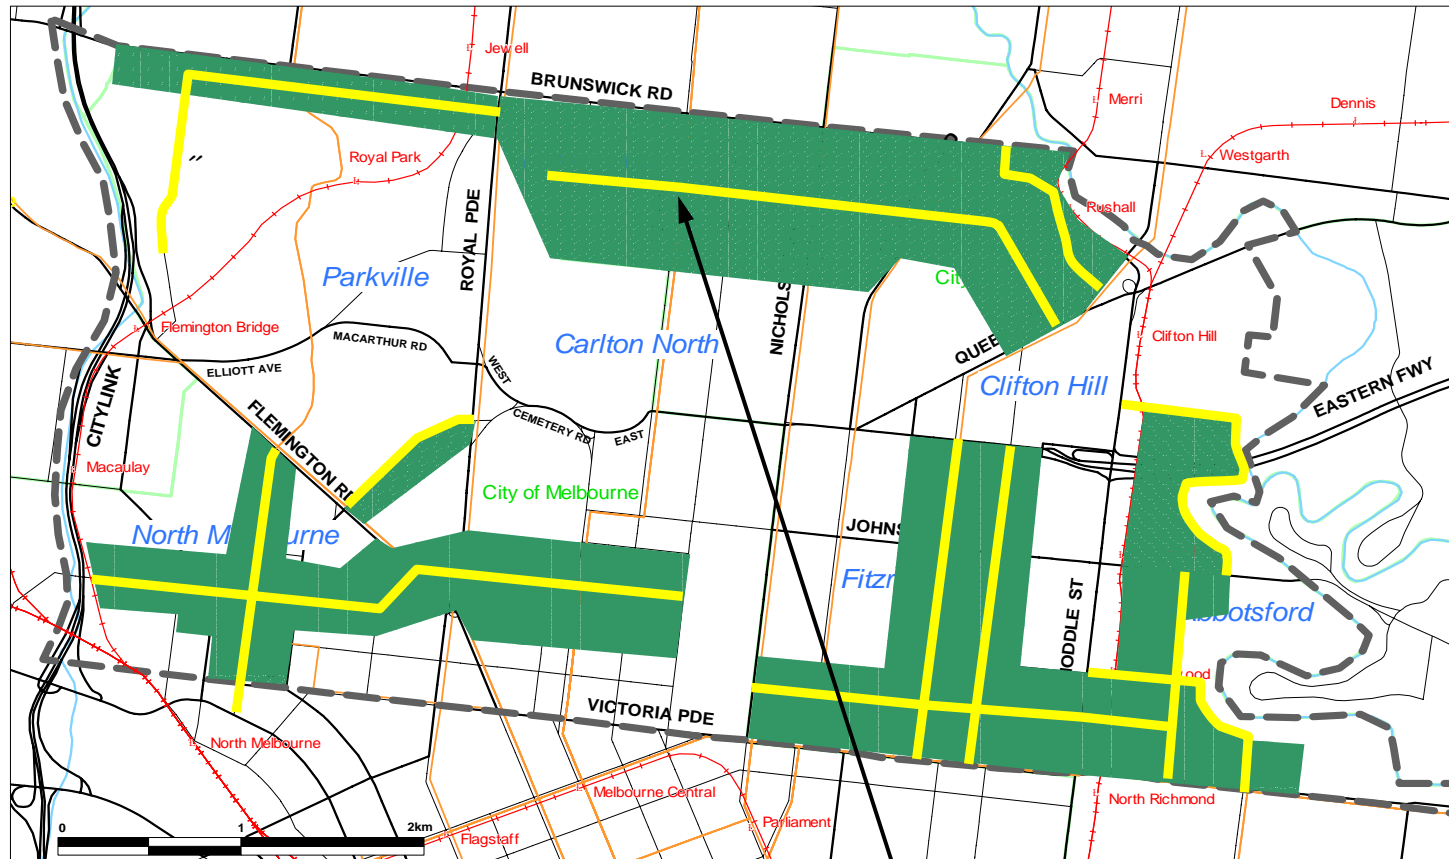 Jewell
BRUNSWICK RD
Merri
Dennis
Royal Park
Westgarth
ROYAL PDE
Rushall
Parkville
City
NICHOLS
Flemington Bridge
MACARTHUR RD
Carlton North
QUEE
Clifton Hill
ELLIOTT AVE
WEST
Clifton Hill
EASTERN FWY
CITYLINK
FLEMINGTON RD
CEMETERY RD
EAST
Macaulay
City of Melbourne
North M
urne
JOHNS
Fitzr
HODDLE ST
bbotsford
ood
VICTORIA PDE
North Melbourne
Melbourne Central
North Richmond
Parliament
Flagstaff
0
1
2km